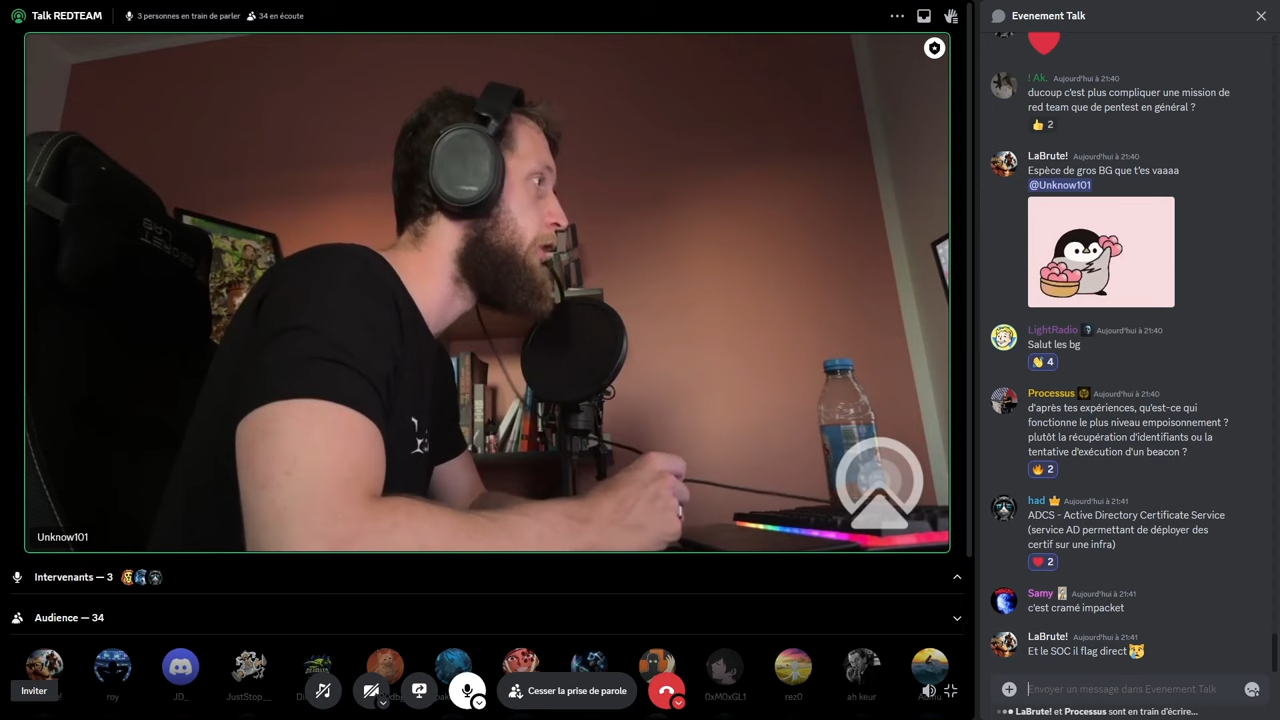 Talk REDTEAM
3 personnes en train de parler
34 en écoute
Evenement Talk
! Ak. Aujourd'hui à 21:40
ducoup c'est plus compliquer une mission de
red team que de pentest en général ?
2
LaBrute! Aujourd'hui à 21:40
Espèce de gros BG que t'es vaaaa
@Unknow101
LightRadio Aujourd'hui à 21:40
Salut les bg
4
Processus Aujourd'hui à 21:40
d'après tes expériences, qu'est-ce qui
fonctionne le plus niveau empoisonnement ?
plutôt la récupération d'identifiants ou la
tentative d'exécution d'un beacon ?
2
had Aujourd'hui à 21:41
ADCS - Active Directory Certificate Service
(service AD permettant de déployer des
certif sur une infra)
2
Samy Aujourd'hui à 21:41
c'est cramé impacket
LaBrute! Aujourd'hui à 21:41
Et le SOC il flag direct
Envoyer un message dans Evenement Talk
LaBrute! et Processus sont en train d'écrire...
Unknow101
Intervenants — 3
Audience — 34
Inviter
Cesser la prise de parole
roy
JD_
JustStop__
0xM0xGL1
rez0
ah keur